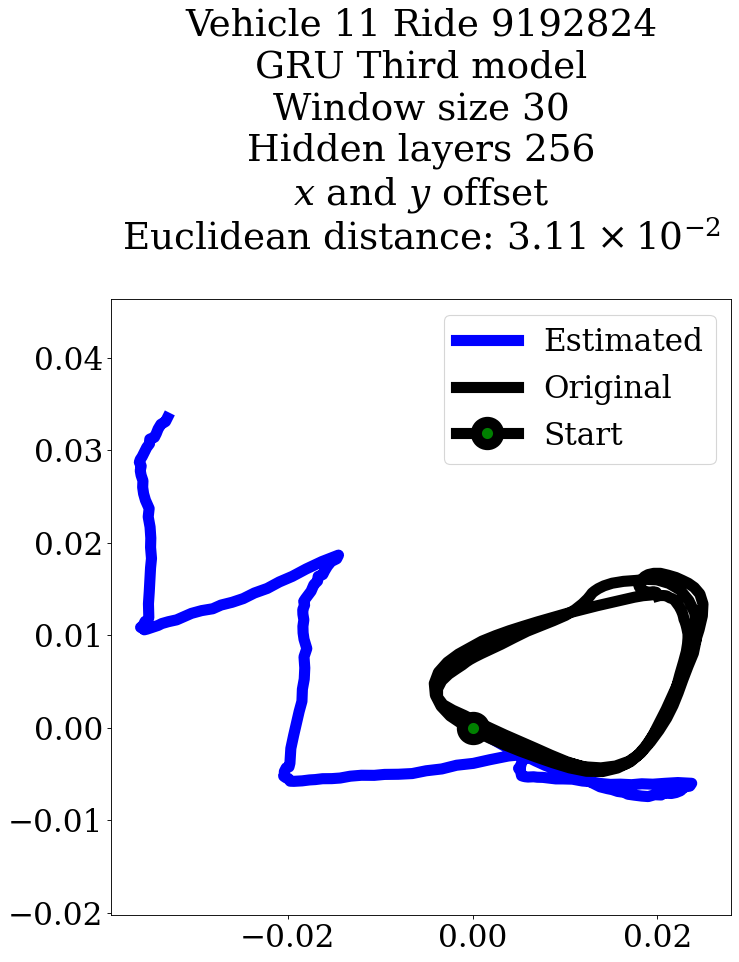 Vehicle 11 Ride 9192824
GRU Third model
Window size 30
Hidden layers 256
x and y offset
Euclidean distance: 3.11 × 10⁻²
Estimated
Original
Start
0.04
0.03
0.02
0.01
0.00
−0.01
−0.02
−0.02 0.00 0.02